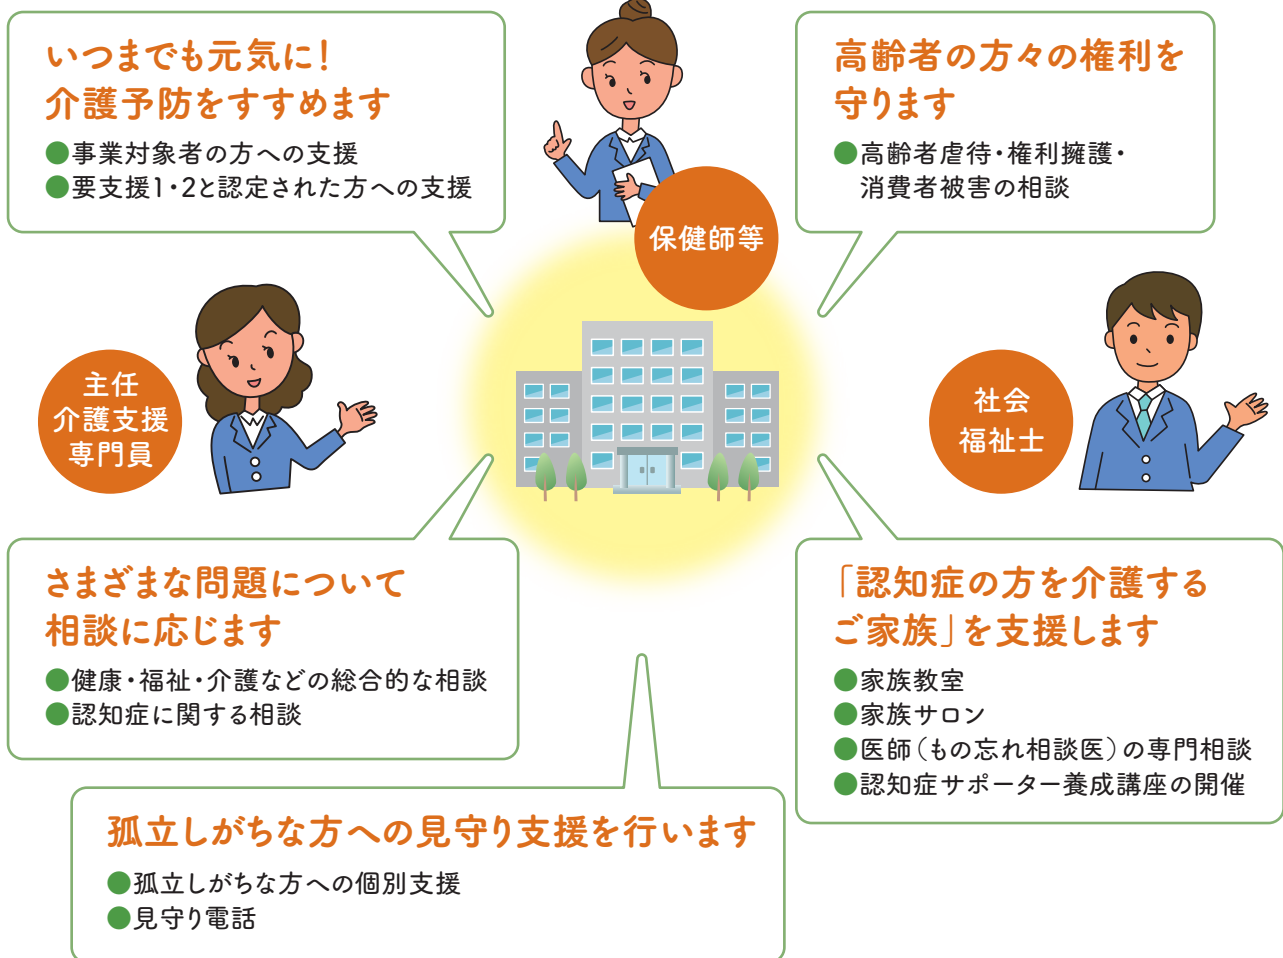 いつまでも元気に!
介護予防をすすめます
●事業対象者の方への支援
●要支援1・2と認定された方への支援
保健師等
高齢者の方々の権利を
守ります
●高齢者虐待・権利擁護・
消費者被害の相談
主任
介護支援
専門員
社会
福祉士
さまざまな問題について
相談に応じます
●健康・福祉・介護などの総合的な相談
●認知症に関する相談
「認知症の方を介護する
ご家族」を支援します
●家族教室
●家族サロン
●医師(もの忘れ相談医)の専門相談
●認知症サポーター養成講座の開催
孤立しがちな方への見守り支援を行います
●孤立しがちな方への個別支援
●見守り電話